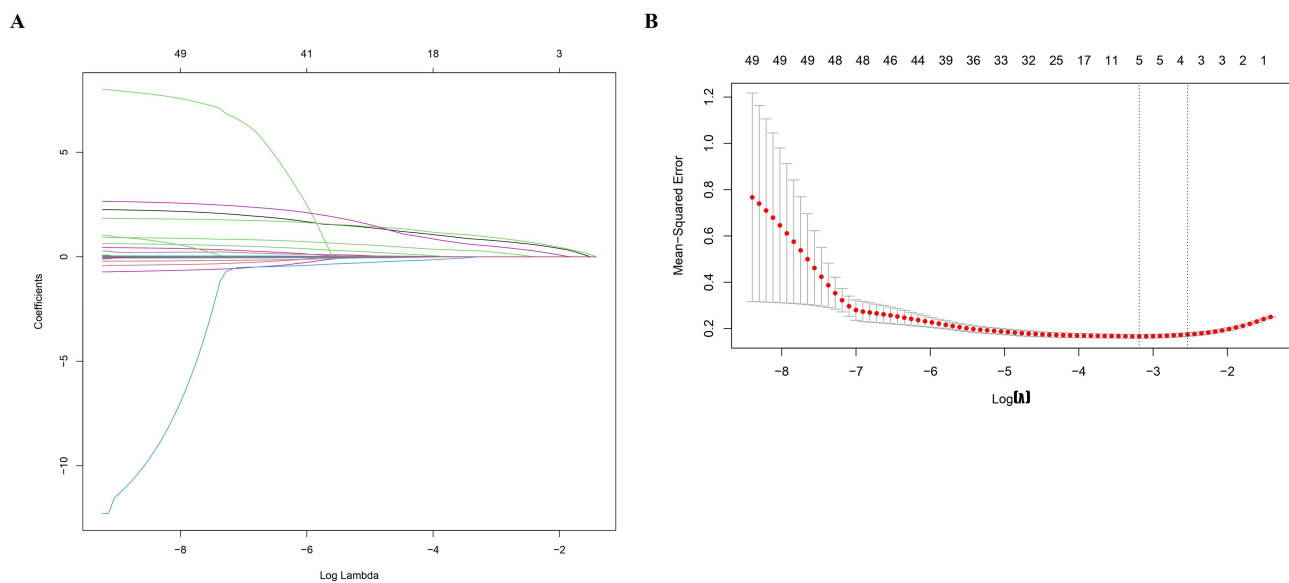 A
49 41 18 3
5
0
−5
−10
Coefficients
−8 −6 −4 −2
Log Lambda
B
49 49 49 48 48 46 44 39 36 33 32 25 17 11 5 5 4 3 3 2 1
1.2
1.0
0.8
0.6
0.4
0.2
Mean−Squared Error
−8 −7 −6 −5 −4 −3 −2
Log(λ)